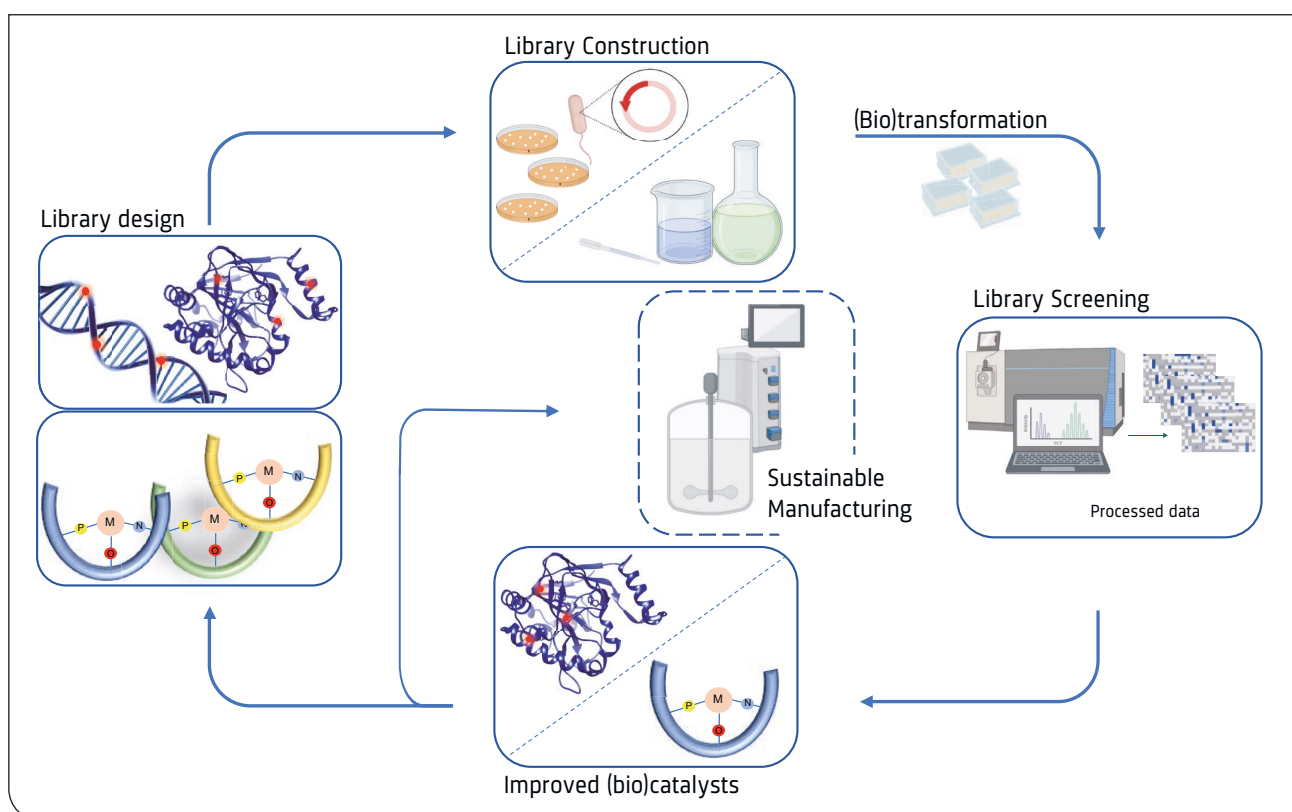 Library Construction
(Bio)transformation
Library design
Library Screening
Processed data
Sustainable
Manufacturing
P
M
N
O
P
M
N
O
P
M
O
P
M
N
O
Improved (bio)catalysts